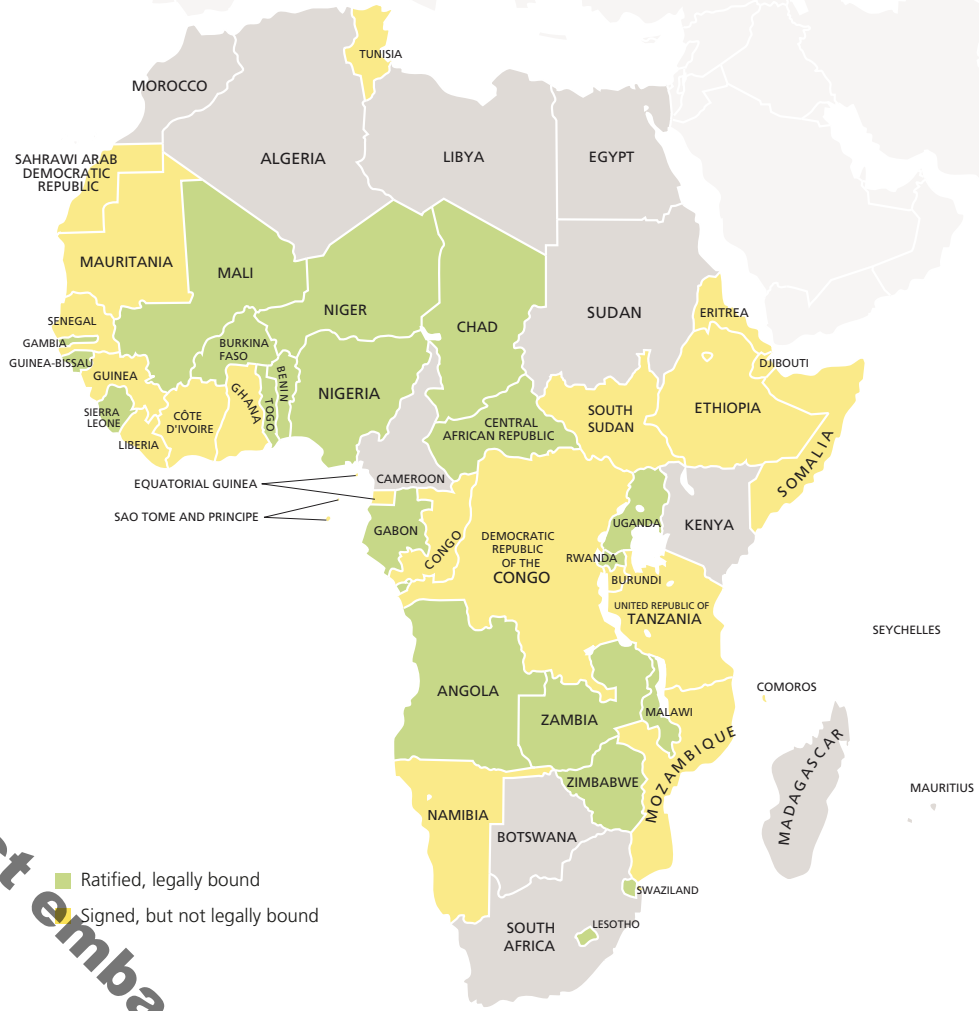 TUNISIA
MOROCCO
ALGERIA
LIBYA
EGYPT
SAHRAWI ARAB
DEMOCRATIC
REPUBLIC
MAURITANIA
MALI
NIGER
CHAD
SUDAN
ERITREA
SENEGAL
GAMBIA
GUINEA-BISSAU
GUINEA
BURKINA
FASO
BENIN
NIGERIA
DJIBOUTI
SIERRA
LEONE
CÔTE
D'IVOIRE
GHANA
TOGO
LIBERIA
CENTRAL
AFRICAN REPUBLIC
SOUTH
SUDAN
ETHIOPIA
SOMALIA
EQUATORIAL GUINEA
CAMEROON
SAO TOME AND PRINCIPE
GABON
CONGO
DEMOCRATIC
REPUBLIC
OF THE
CONGO
UGANDA
KENYA
RWANDA
BURUNDI
UNITED REPUBLIC OF
TANZANIA
SEYCHELLES
COMOROS
ANGOLA
ZAMBIA
MALAWI
MOZAMBIQUE
MADAGASCAR
MAURITIUS
ZIMBABWE
NAMIBIA
BOTSWANA
SWAZILAND
LESOTHO
SOUTH
AFRICA
Ratified, legally bound
Signed, but not legally bound